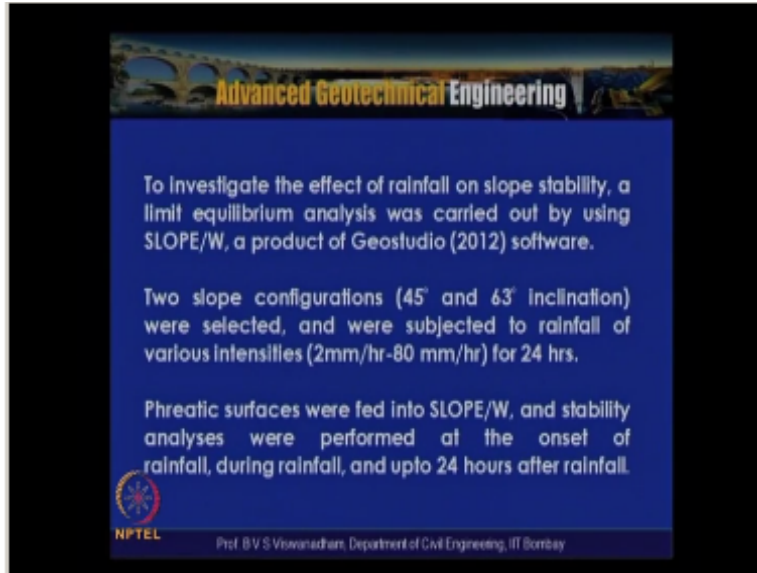 Advanced Geotechnical Engineering
To investigate the effect of rainfall on slope stability, a
limit equilibrium analysis was carried out by using
SLOPE/W, a product of Geostudio (2012) software.
Two slope configurations (45° and 63° inclination)
were selected, and were subjected to rainfall of
various intensities (2mm/hr-80 mm/hr) for 24 hrs.
Phreatic surfaces were fed into SLOPE/W, and stability
analyses were performed at the onset of
rainfall, during rainfall, and upto 24 hours after rainfall.
NPTEL
Prof. B V S Viswanadham, Department of Civil Engineering, IIT Bombay